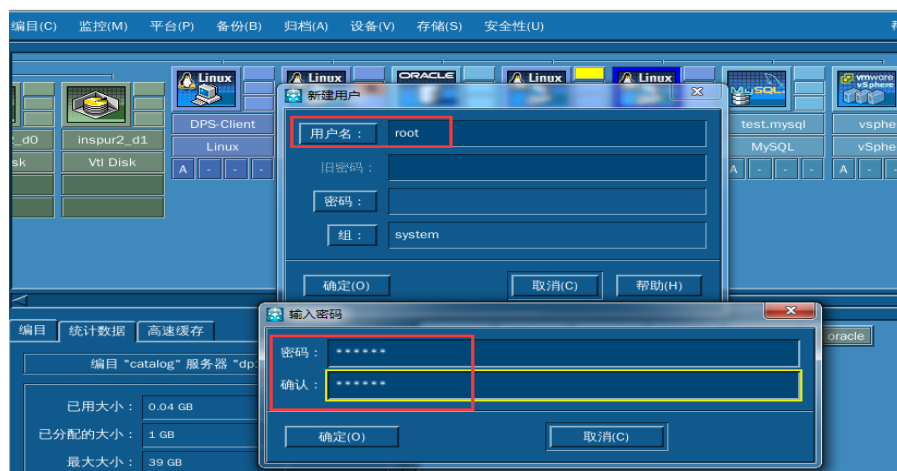 编目(C) 监控(M) 平台(P) 备份(B) 归档(A) 设备(V) 存储(S) 安全性(U)
Linux Linux ORACLE Linux Linux MySQL vmware vSphere
新建用户
用户名： root
旧密码：
密码：
组： system
确定(O) 取消(C) 帮助(H)
_d0 inspur2_d1 DPS-Client test.mysql vsphe
sk Vtl Disk Linux MySQL vSphe
A - - - A - - - A - -
输入密码
密码： ******
确认： ******
确定(O) 取消(C)
编目 统计数据 高速缓存 oracle
编目 "catalog" 服务器 "dp
已用大小： 0.04 GB
已分配的大小： 1 GB
最大大小： 39 GB